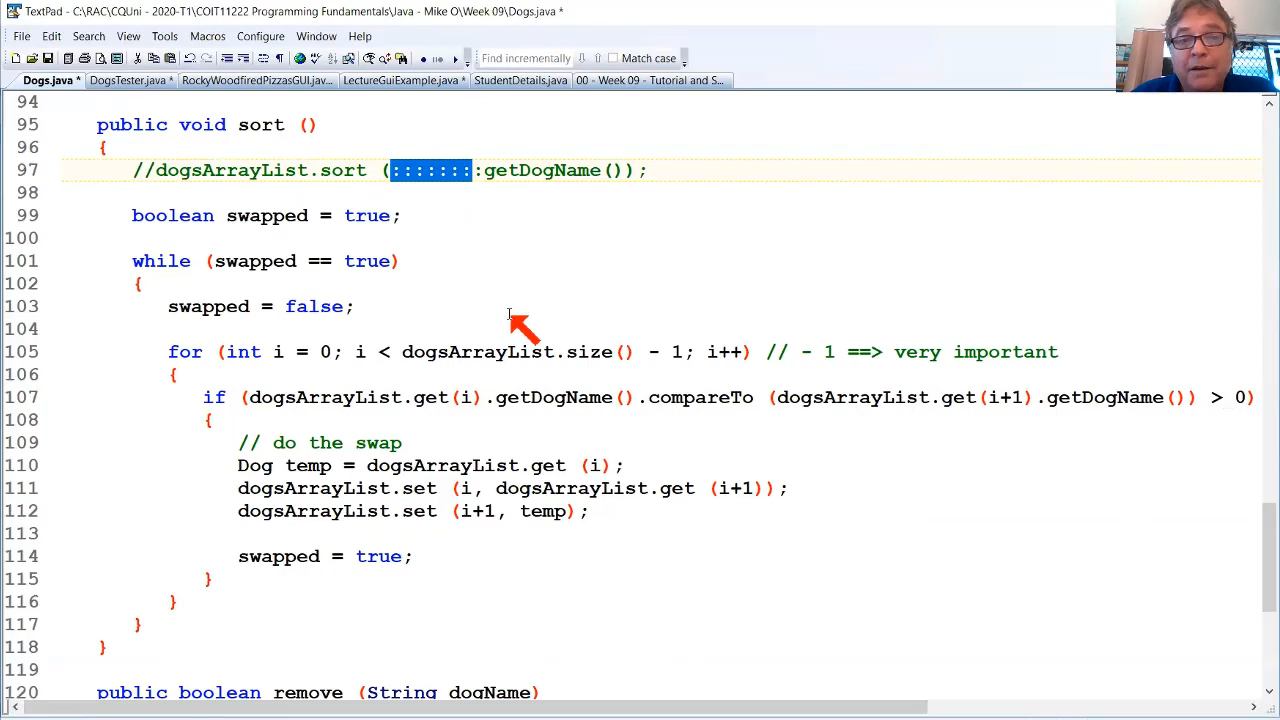 TextPad - C:\RAC\CQUni - 2020-T1\COIT11222 Programming Fundamentals\Java - Mike O\Week 09\Dogs.java *
File Edit Search View Tools Macros Configure Window Help
Find incrementally Match case
Dogs.java * DogsTester.java * RockyWoodfiredPizzasGUI.jav... LectureGuiExample.java * StudentDetails.java 00 - Week 09 - Tutorial and S...
94
95 public void sort ()
96 {
97 //dogsArrayList.sort (::::::::getDogName());
98
99 boolean swapped = true;
100
101 while (swapped == true)
102 {
103 swapped = false;
104
105 for (int i = 0; i < dogsArrayList.size() - 1; i++) // - 1 ==> very important
106 {
107 if (dogsArrayList.get(i).getDogName().compareTo (dogsArrayList.get(i+1).getDogName()) > 0)
108 {
109 // do the swap
110 Dog temp = dogsArrayList.get (i);
111 dogsArrayList.set (i, dogsArrayList.get (i+1));
112 dogsArrayList.set (i+1, temp);
113
114 swapped = true;
115 }
116 }
117 }
118 }
119
120 public boolean remove (String dogName)